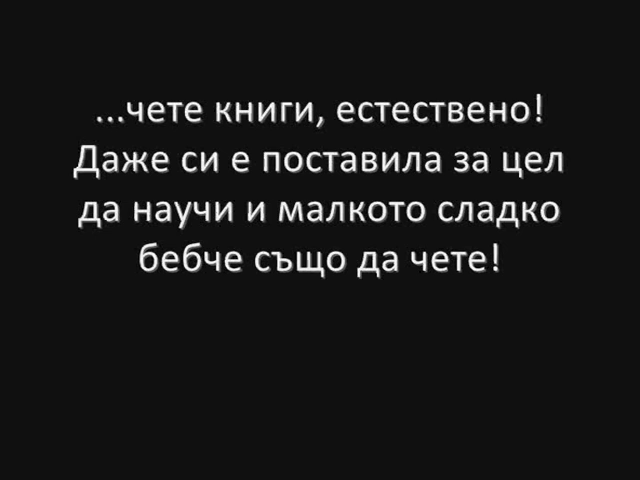 ...чете книги, естествено!
Даже си е поставила за цел
да научи и малкото сладко
бебче също да чете!